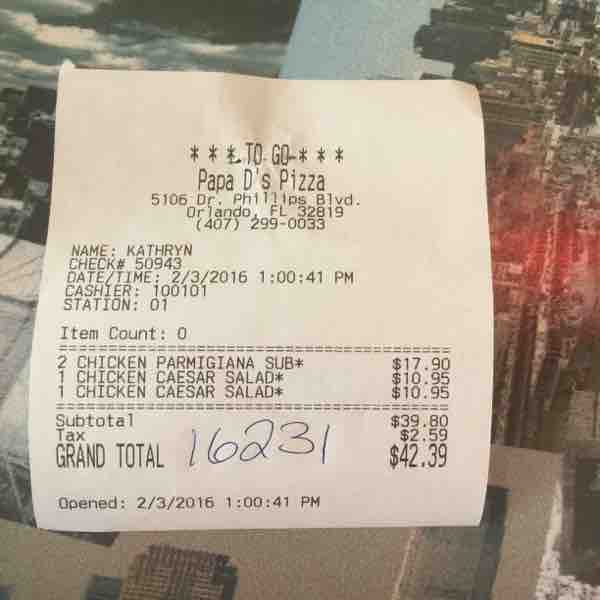 ***TO GO***
Papa D's Pizza
5106 Dr. Phillips Blvd.
Orlando, FL 32819
(407) 299-0033
NAME: KATHRYN
CHECK# 50943
DATE/TIME: 2/3/2016 1:00:41 PM
CASHIER: 100101
STATION: 01
Item Count: 0
2 CHICKEN PARMIGIANA SUB* $17.90
1 CHICKEN CAESAR SALAD* $10.95
1 CHICKEN CAESAR SALAD* $10.95
Subtotal $39.80
Tax $2.59
GRAND TOTAL 16231 $42.39
Opened: 2/3/2016 1:00:41 PM